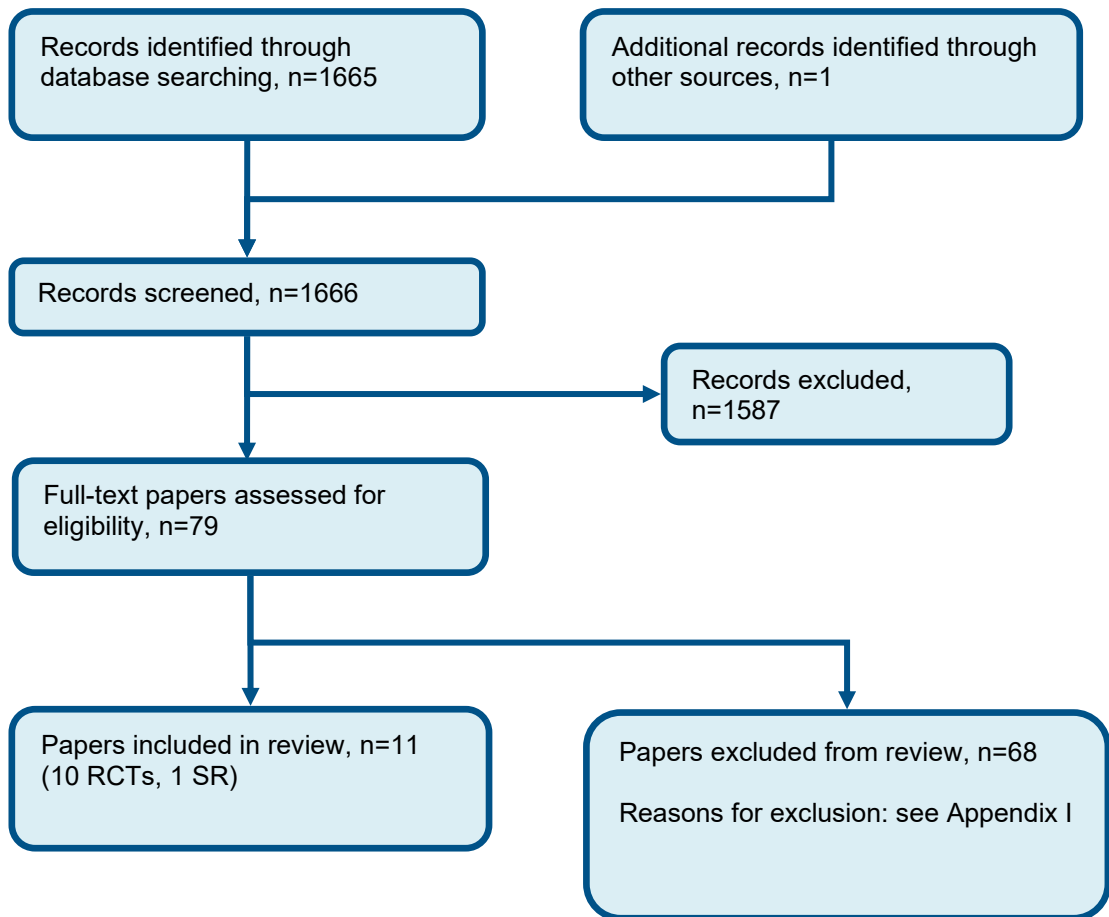 Records identified through
database searching, n=1665
Additional records identified through
other sources, n=1
Records screened, n=1666
Records excluded,
n=1587
Full-text papers assessed for
eligibility, n=79
Papers included in review, n=11
(10 RCTs, 1 SR)
Papers excluded from review, n=68
Reasons for exclusion: see Appendix I